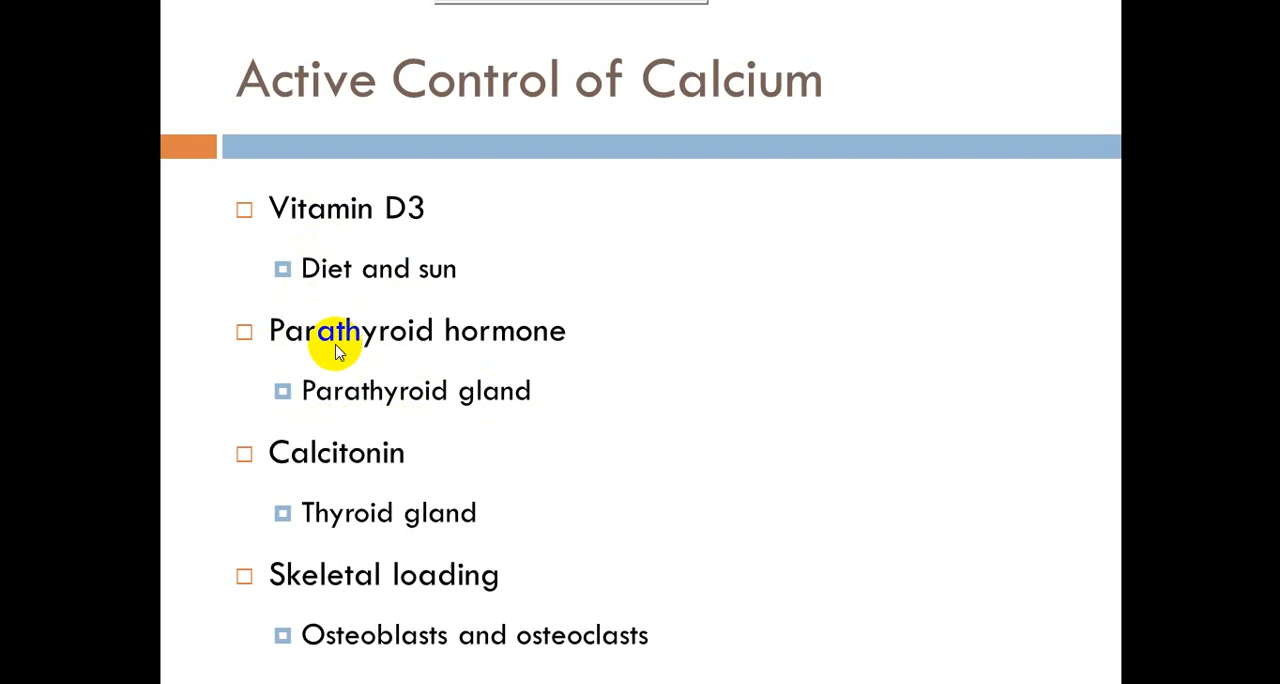 Active Control of Calcium
Vitamin D3
Diet and sun
Parathyroid hormone
Parathyroid gland
Calcitonin
Thyroid gland
Skeletal loading
Osteoblasts and osteoclasts